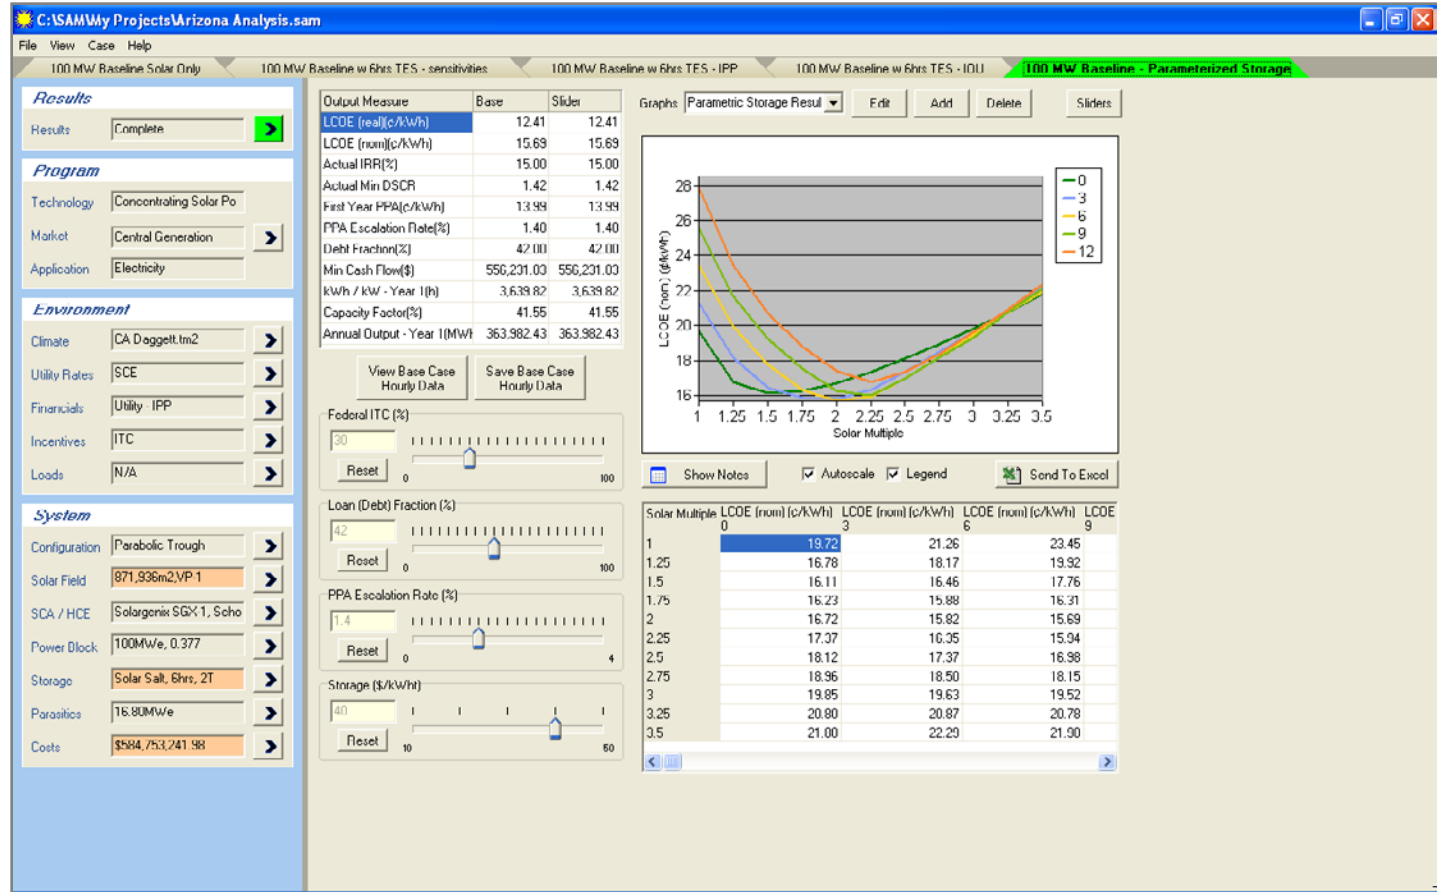 C:\SAM\My Projects\Arizona Analysis.sam
File View Case Help
100 MW Baseline Solar Only
100 MW Baseline w 6hrs TES - sensitivities
100 MW Baseline w 6hrs TES - IPP
100 MW Baseline w 6hrs TES - IOU
100 MW Baseline - Parameterized Storage
Results
Results Complete
Program
Technology Concentrating Solar Po
Market Central Generation
Application Electricity
Environment
Climate CA Daggett.tm2
Utility Rates SCE
Financials Utility - IPP
Incentives ITC
Loads N/A
System
Configuration Parabolic Trough
Solar Field 871,936m2,VP 1
SCA / HCE Solargenix SGX 1, Scho
Power Block 100MWe, 0.377
Storage Solar Salt, 6hrs, 2T
Parasitics 16.80MWe
Costs $584,753,241.98
Output Measure Base Slider
LCOE (real)(c/kWh) 12.41 12.41
LCOE (nom)(c/kWh) 15.69 15.69
Actual IRR(%) 15.00 15.00
Actual Min DSCR 1.42 1.42
First Year PPA(c/kWh) 13.99 13.99
PPA Escalation Rate(%) 1.40 1.40
Debt Fraction(%) 42.00 42.00
Min Cash Flow($) 556,231.03 556,231.03
kWh / kW - Year 1(h) 3,639.82 3,639.82
Capacity Factor(%) 41.55 41.55
Annual Output - Year 1(MWH 363,982.43 363,982.43
View Base Case
Hourly Data
Save Base Case
Hourly Data
Federal ITC (%)
30
Reset
0 100
Loan (Debt) Fraction (%)
42
Reset
0 100
PPA Escalation Rate (%)
1.4
Reset
0 4
Storage ($/kWht)
40
Reset
10 50
Graphs Parametric Storage Resul Edit Add Delete Sliders
LCOE (nom) (¢/kWh)
28
26
24
22
20
18
16
1 1.25 1.5 1.75 2 2.25 2.5 2.75 3 3.25 3.5
Solar Multiple
0
3
6
9
12
Show Notes Autoscale Legend Send To Excel
Solar Multiple LCOE (nom) (c/kWh) LCOE (nom) (c/kWh) LCOE (nom) (c/kWh) LCOE
0 3 6 9
1 19.72 21.26 23.45
1.25 16.78 18.17 19.92
1.5 16.11 16.46 17.76
1.75 16.23 15.88 16.31
2 16.72 15.82 15.69
2.25 17.37 16.35 15.94
2.5 18.12 17.37 16.98
2.75 18.96 18.50 18.15
3 19.85 19.63 19.52
3.25 20.80 20.87 20.78
3.5 21.00 22.29 21.90